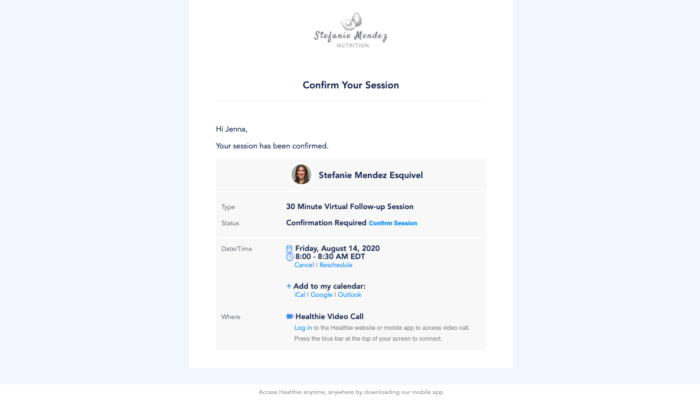 Stefanie Mendez
NUTRITION
Confirm Your Session
Hi Jenna,
Your session has been confirmed.
Stefanie Mendez Esquivel
Type 30 Minute Virtual Follow-up Session
Status Confirmation Required Confirm Session
Date/Time Friday, August 14, 2020
8:00 - 8:30 AM EDT
Cancel | Reschedule
+ Add to my calendar:
iCal | Google | Outlook
Where Healthie Video Call
Log in to the Healthie website or mobile app to access video call.
Press the blue bar at the top of your screen to connect.
Access Healthie anytime, anywhere by downloading our mobile app